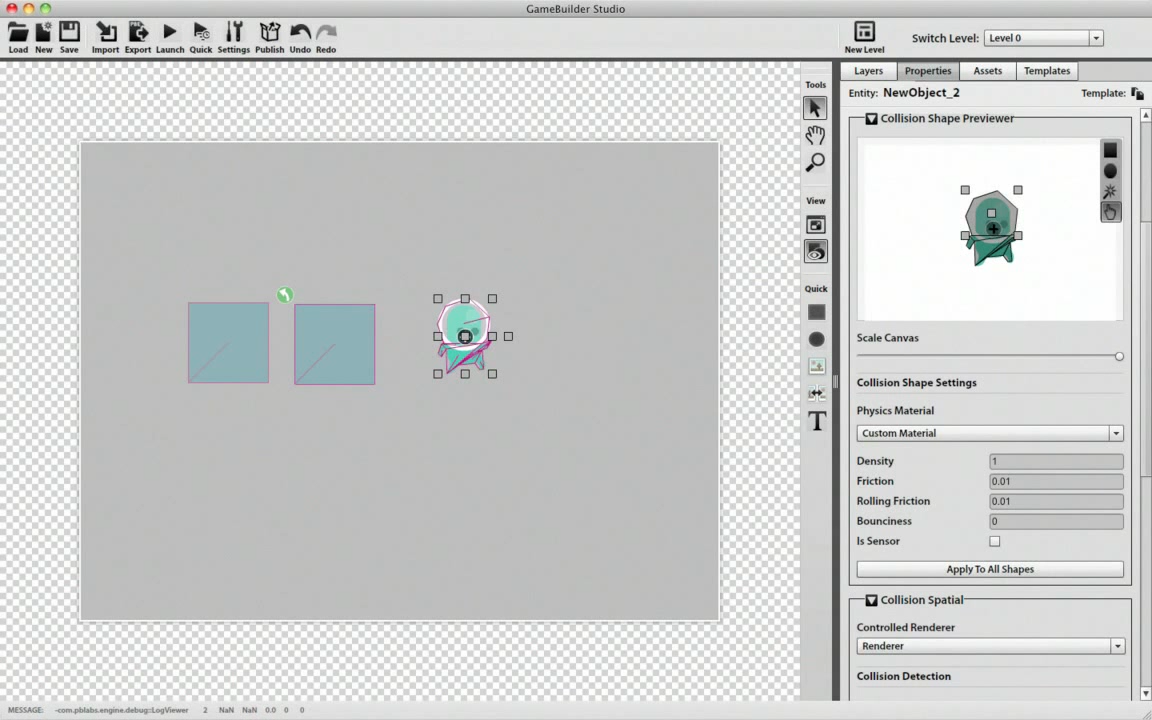 GameBuilder Studio
Load New Save Import Export Launch Quick Settings Publish Undo Redo
New Level
Switch Level: Level 0
Layers Properties Assets Templates
Tools
Entity: NewObject_2 Template:
Collision Shape Previewer
View
Quick
T
Scale Canvas
Collision Shape Settings
Physics Material
Custom Material
Density 1
Friction 0.01
Rolling Friction 0.01
Bounciness 0
Is Sensor
Apply To All Shapes
Collision Spatial
Controlled Renderer
Renderer
Collision Detection
MESSAGE: -com.pblabs.engine.debug::LogViewer 2 NaN NaN 0.0 0 0